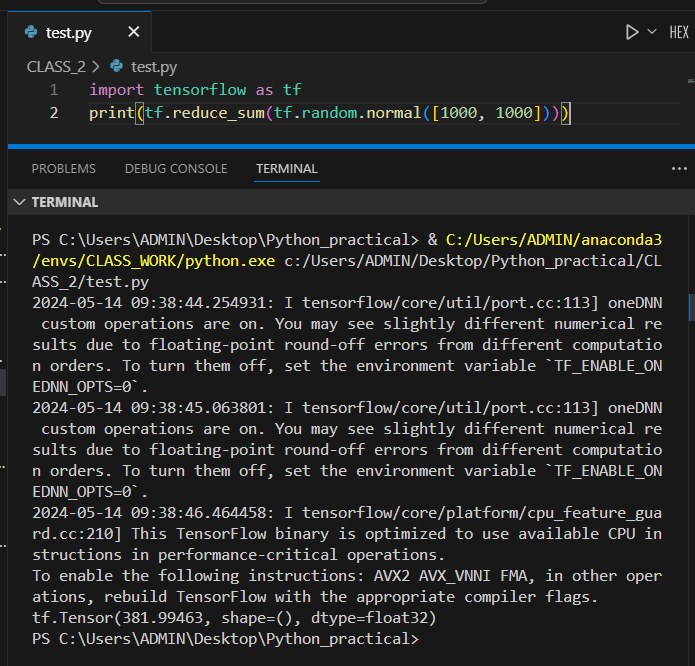 test.py
HEX
CLASS_2 > test.py
1 import tensorflow as tf
2 print(tf.reduce_sum(tf.random.normal([1000, 1000])))
PROBLEMS DEBUG CONSOLE TERMINAL
TERMINAL
PS C:\Users\ADMIN\Desktop\Python_practical> & C:/Users/ADMIN/anaconda3
/envs/CLASS_WORK/python.exe c:/Users/ADMIN/Desktop/Python_practical/CL
ASS_2/test.py
2024-05-14 09:38:44.254931: I tensorflow/core/util/port.cc:113] oneDNN
custom operations are on. You may see slightly different numerical re
sults due to floating-point round-off errors from different computatio
n orders. To turn them off, set the environment variable `TF_ENABLE_ON
EDNN_OPTS=0`.
2024-05-14 09:38:45.063801: I tensorflow/core/util/port.cc:113] oneDNN
custom operations are on. You may see slightly different numerical re
sults due to floating-point round-off errors from different computatio
n orders. To turn them off, set the environment variable `TF_ENABLE_ON
EDNN_OPTS=0`.
2024-05-14 09:38:46.464458: I tensorflow/core/platform/cpu_feature_gua
rd.cc:210] This TensorFlow binary is optimized to use available CPU in
structions in performance-critical operations.
To enable the following instructions: AVX2 AVX_VNNI FMA, in other oper
ations, rebuild TensorFlow with the appropriate compiler flags.
tf.Tensor(381.99463, shape=(), dtype=float32)
PS C:\Users\ADMIN\Desktop\Python_practical>